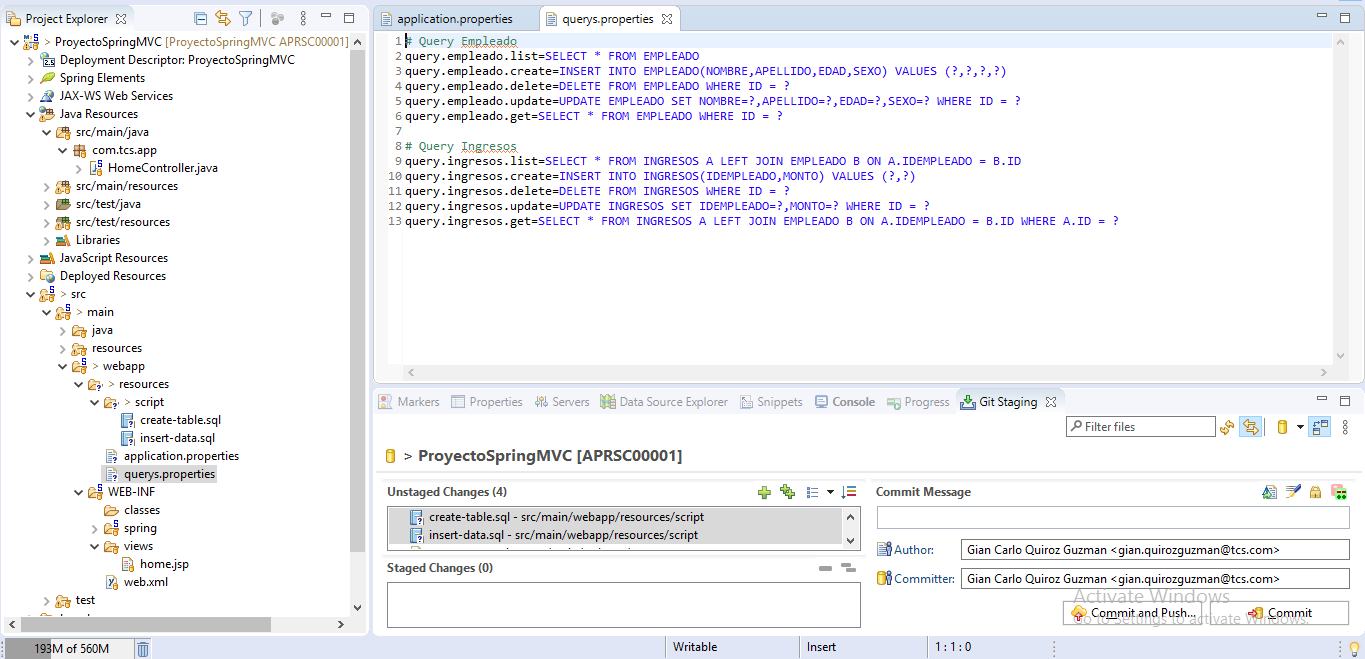 Project Explorer
> ProyectoSpringMVC [ProyectoSpringMVC APRSC00001]
Deployment Descriptor: ProyectoSpringMVC
Spring Elements
JAX-WS Web Services
Java Resources
src/main/java
com.tcs.app
HomeController.java
src/main/resources
src/test/java
src/test/resources
Libraries
JavaScript Resources
Deployed Resources
> src
> main
java
resources
> webapp
> resources
> script
create-table.sql
insert-data.sql
application.properties
querys.properties
WEB-INF
classes
spring
views
home.jsp
web.xml
test
application.properties
querys.properties
1 # Query Empleado
2 query.empleado.list=SELECT * FROM EMPLEADO
3 query.empleado.create=INSERT INTO EMPLEADO(NOMBRE,APELLIDO,EDAD,SEXO) VALUES (?,?,?,?)
4 query.empleado.delete=DELETE FROM EMPLEADO WHERE ID = ?
5 query.empleado.update=UPDATE EMPLEADO SET NOMBRE=?,APELLIDO=?,EDAD=?,SEXO=? WHERE ID = ?
6 query.empleado.get=SELECT * FROM EMPLEADO WHERE ID = ?
7
8 # Query Ingresos
9 query.ingresos.list=SELECT * FROM INGRESOS A LEFT JOIN EMPLEADO B ON A.IDEMPLEADO = B.ID
10 query.ingresos.create=INSERT INTO INGRESOS(IDEMPLEADO,MONTO) VALUES (?,?)
11 query.ingresos.delete=DELETE FROM INGRESOS WHERE ID = ?
12 query.ingresos.update=UPDATE INGRESOS SET IDEMPLEADO=?,MONTO=? WHERE ID = ?
13 query.ingresos.get=SELECT * FROM INGRESOS A LEFT JOIN EMPLEADO B ON A.IDEMPLEADO = B.ID WHERE A.ID = ?
Markers Properties Servers Data Source Explorer Snippets Console Progress Git Staging
Filter files
> ProyectoSpringMVC [APRSC00001]
Unstaged Changes (4)
create-table.sql - src/main/webapp/resources/script
insert-data.sql - src/main/webapp/resources/script
Staged Changes (0)
Commit Message
Author: Gian Carlo Quiroz Guzman <gian.quirozguzman@tcs.com>
Committer: Gian Carlo Quiroz Guzman <gian.quirozguzman@tcs.com>
Activate Windows
Go to Settings to activate Windows.
Commit and Push... Commit
193M of 560M
Writable Insert 1 : 1 : 0